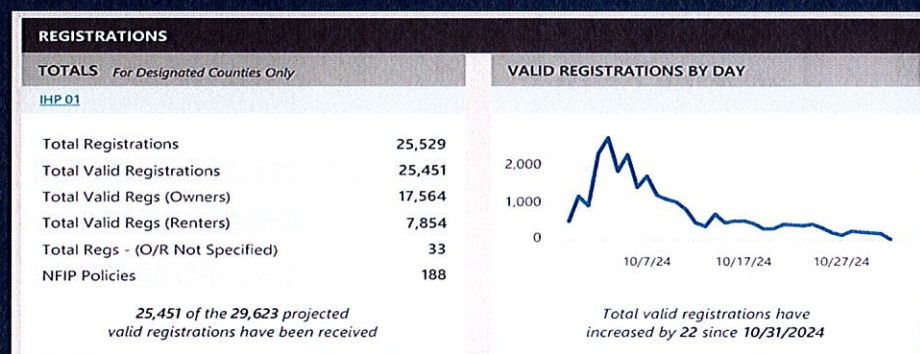 REGISTRATIONS
TOTALS For Designated Counties Only
IHP 01
Total Registrations 25,529
Total Valid Registrations 25,451
Total Valid Regs (Owners) 17,564
Total Valid Regs (Renters) 7,854
Total Regs - (O/R Not Specified) 33
NFIP Policies 188
25,451 of the 29,623 projected
valid registrations have been received
VALID REGISTRATIONS BY DAY
2,000
1,000
0
10/7/24 10/17/24 10/27/24
Total valid registrations have
increased by 22 since 10/31/2024